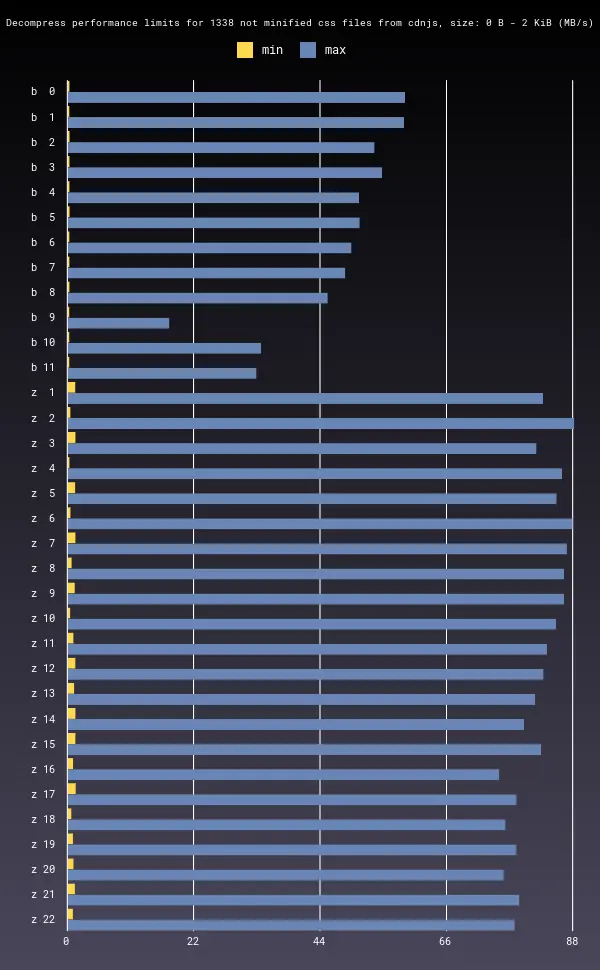 Decompress performance limits for 1338 not minified css files from cdnjs, size: 0 B - 2 KiB (MB/s)
min max
b 0
b 1
b 2
b 3
b 4
b 5
b 6
b 7
b 8
b 9
b 10
b 11
z 1
z 2
z 3
z 4
z 5
z 6
z 7
z 8
z 9
z 10
z 11
z 12
z 13
z 14
z 15
z 16
z 17
z 18
z 19
z 20
z 21
z 22
0 22 44 66 88